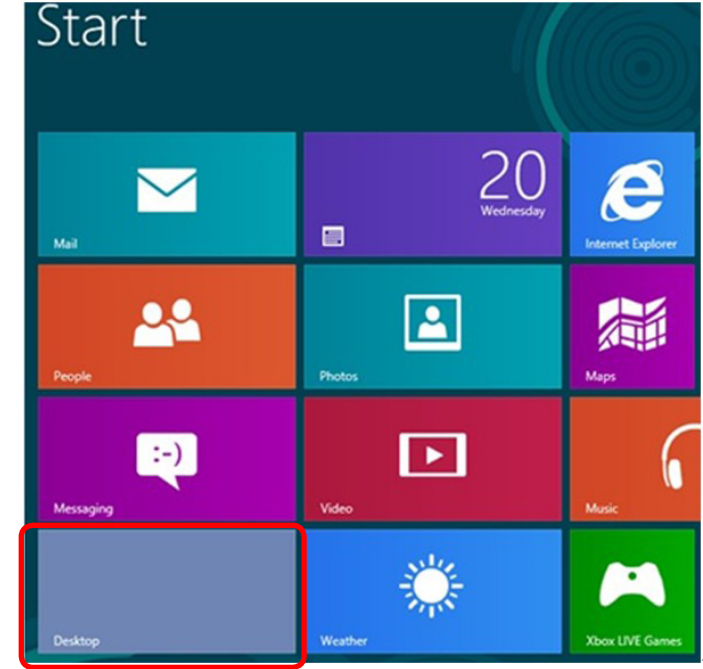 Start
Mail
20
Wednesday
Internet Explorer
People
Photos
Maps
Messaging
:-)
Video
Music
Desktop
Weather
Xbox LIVE Games